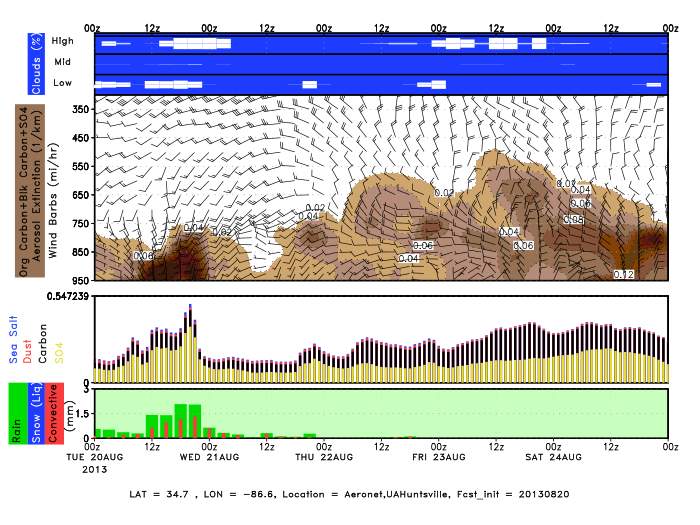 00z 12z 00z 12z 00z 12z 00z 12z 00z 12z 00z
Clouds (%)
High
Mid
Low
Org Carbon+Blk Carbon+SO4
Aerosol Extinction (1/km)
Wind Barbs (mi/hr)
350
450
550
650
750
850
950
0.02
0.02
0.02
0.04
0.04
0.04
0.02
0.06
0.06
0.08
0.04
0.06
0.06
0.04
0.12
0.547239
0
Sea Salt
Dust
Carbon
SO4
3
1.5
0
Rain
Snow (Liq)
Convective
(mm)
00z 12z 00z 12z 00z 12z 00z 12z 00z 12z 00z
TUE 20AUG WED 21AUG THU 22AUG FRI 23AUG SAT 24AUG
2013
LAT = 34.7 , LON = -86.6, Location = Aeronet,UAHuntsville, Fcst_init = 20130820